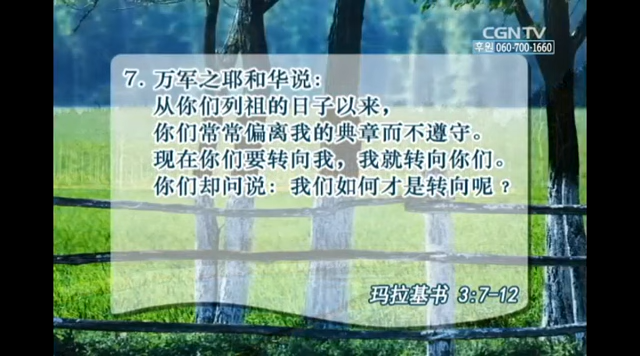 CGNTV
후원 060-700-1660
7. 万军之耶和华说：
从你们列祖的日子以来，
你们常常偏离我的典章而不遵守。
现在你们要转向我，我就转向你们。
你们却问说：我们如何才是转向呢？
玛拉基书 3:7-12